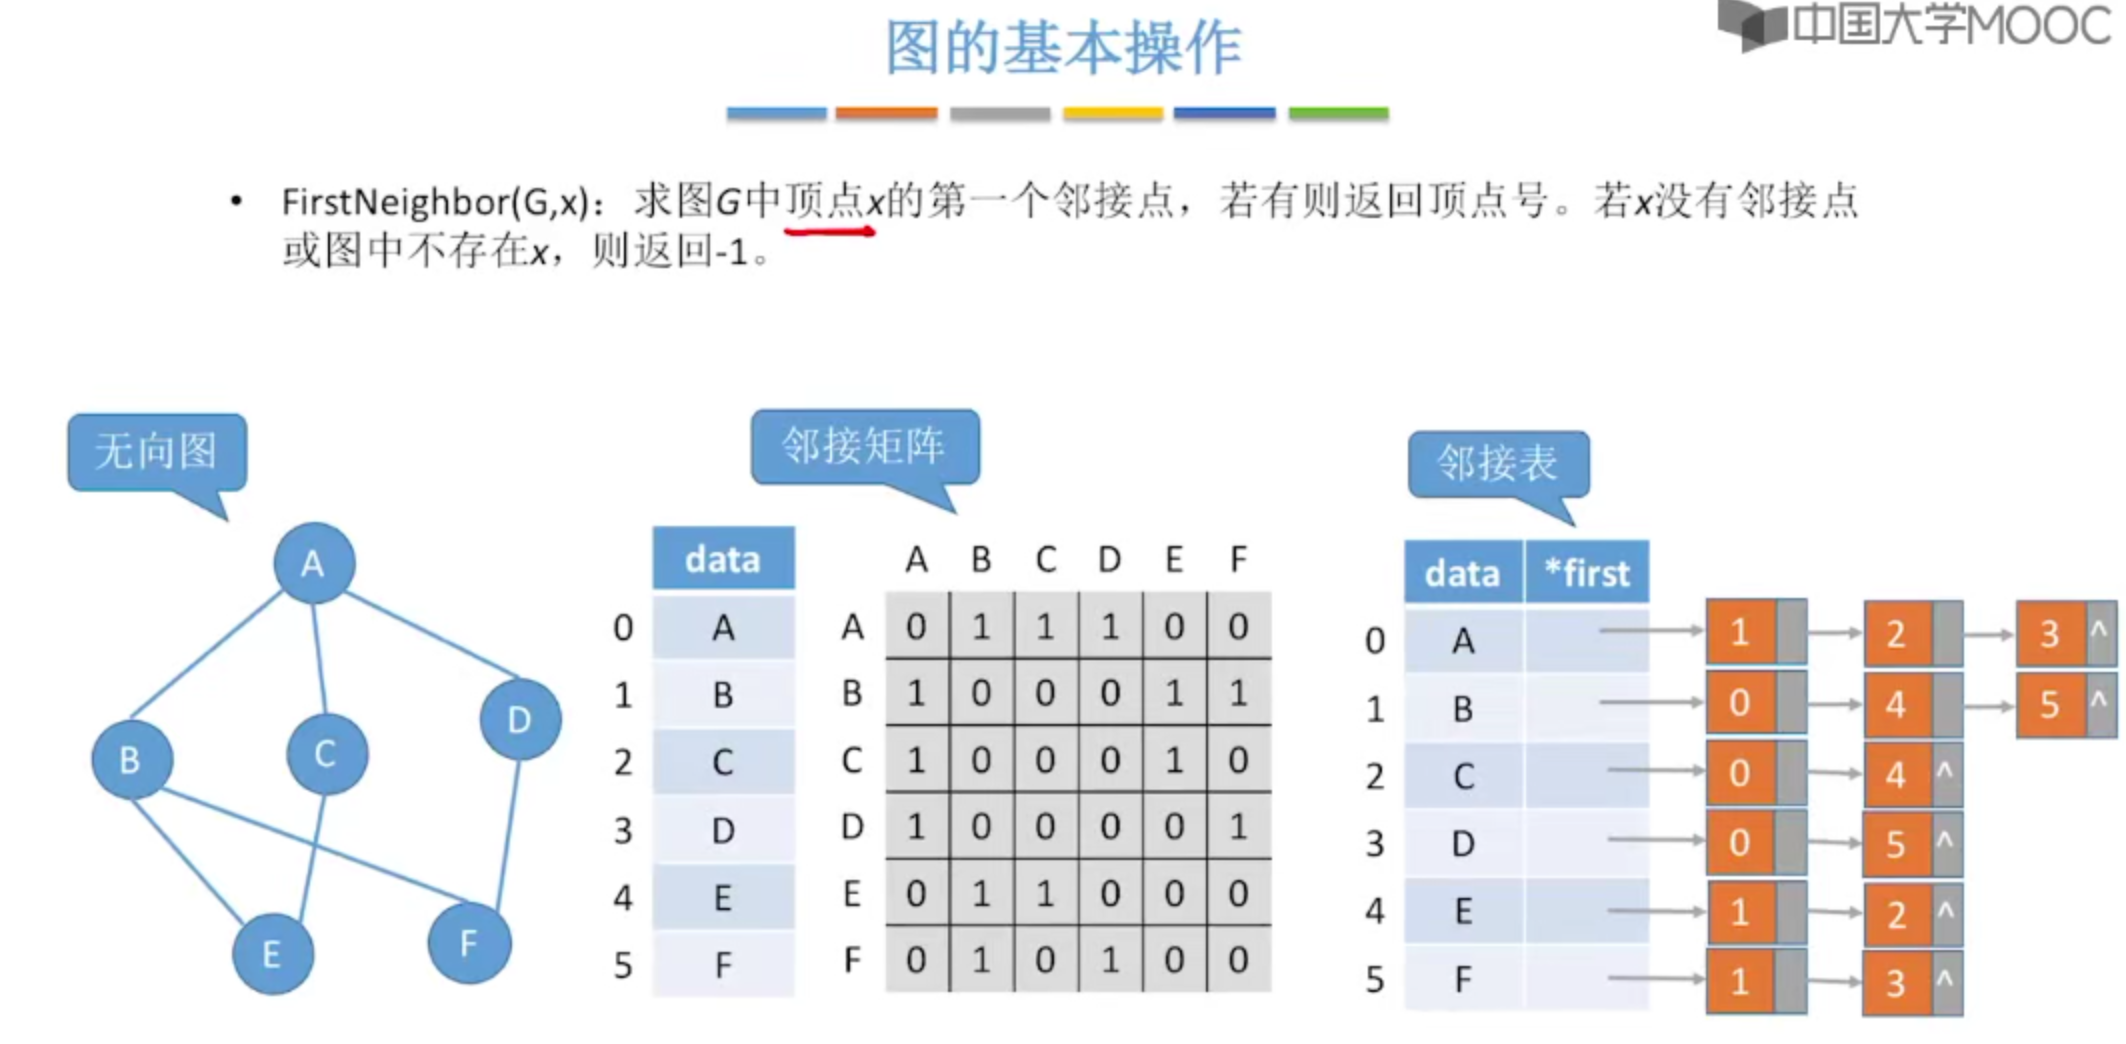 图的基本操作
中国大学MOOC
• FirstNeighbor(G,x)：求图G中顶点x的第一个邻接点，若有则返回顶点号。若x没有邻接点
或图中不存在x，则返回-1。
无向图
A
B
C
D
E
F
邻接矩阵
data
0 A
1 B
2 C
3 D
4 E
5 F
A B C D E F
A 0 1 1 1 0 0
B 1 0 0 0 1 1
C 1 0 0 0 1 0
D 1 0 0 0 0 1
E 0 1 1 0 0 0
F 0 1 0 1 0 0
邻接表
data *first
0 A 1 2 3 ^
1 B 0 4 5 ^
2 C 0 4 ^
3 D 0 5 ^
4 E 1 2 ^
5 F 1 3 ^